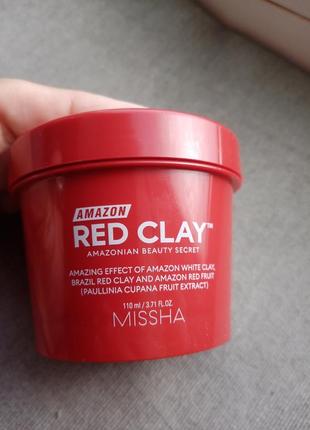 AMAZON
RED CLAY™
AMAZONIAN BEAUTY SECRET
AMAZING EFFECT OF AMAZON WHITE CLAY,
BRAZIL RED CLAY AND AMAZON RED FRUIT
(PAULLINIA CUPANA FRUIT EXTRACT)
110 ml / 3.71 FL.OZ.
MISSHA